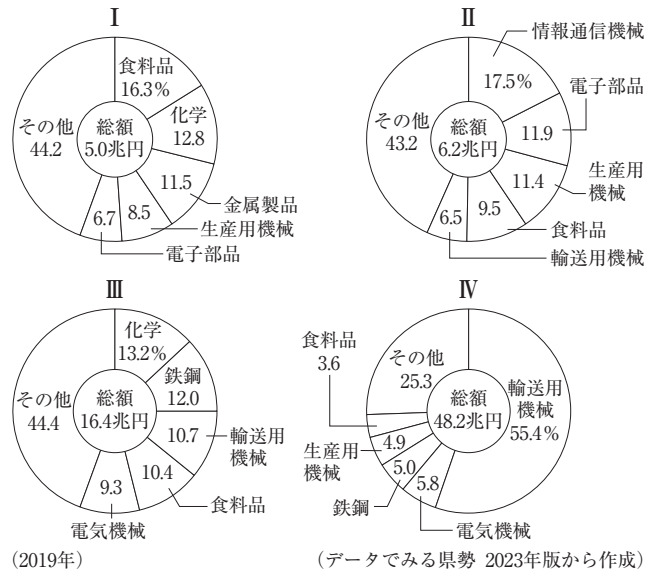 Ⅰ
食料品
16.3%
化学
12.8
11.5
金属製品
8.5
生産用機械
6.7
電子部品
その他
44.2
総額
5.0兆円
Ⅱ
情報通信機械
17.5%
電子部品
11.9
生産用
機械
11.4
9.5
食料品
6.5
輸送用機械
その他
43.2
総額
6.2兆円
Ⅲ
化学
13.2%
鉄鋼
12.0
10.7
輸送用
機械
10.4
食料品
9.3
電気機械
その他
44.4
総額
16.4兆円
Ⅳ
輸送用
機械
55.4%
5.8
電気機械
5.0
鉄鋼
4.9
生産用
機械
食料品
3.6
その他
25.3
総額
48.2兆円
(2019年)
(データでみる県勢 2023年版から作成)